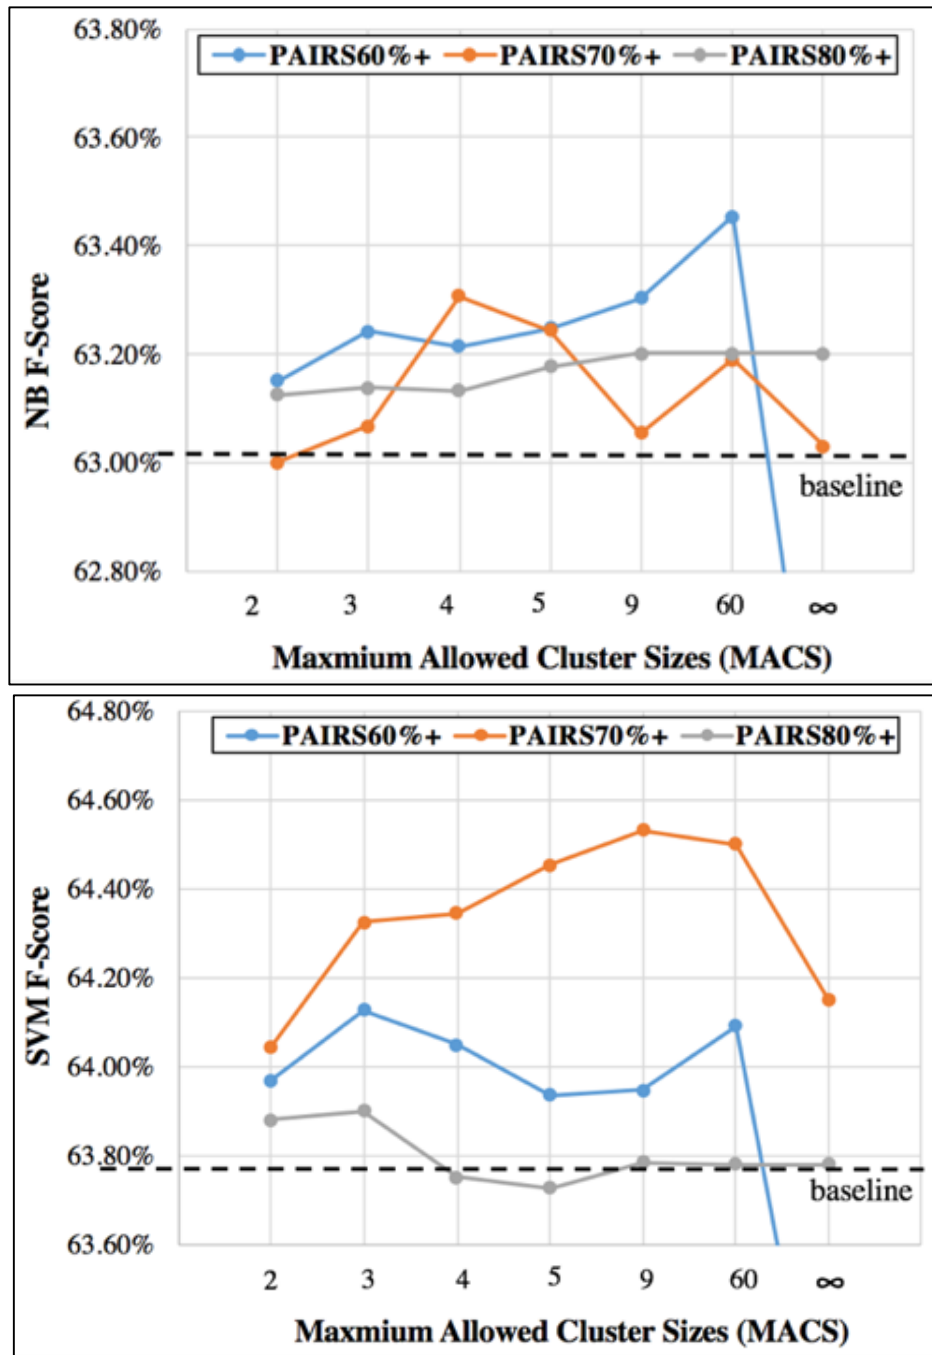 63.80%
PAIRS60%+ PAIRS70%+ PAIRS80%+
63.60%
63.40%
63.20%
63.00%
62.80%
NB F-Score
baseline
2 3 4 5 9 60 ∞
Maxmium Allowed Cluster Sizes (MACS)
64.80%
PAIRS60%+ PAIRS70%+ PAIRS80%+
64.60%
64.40%
64.20%
64.00%
63.80%
63.60%
SVM F-Score
baseline
2 3 4 5 9 60 ∞
Maxmium Allowed Cluster Sizes (MACS)